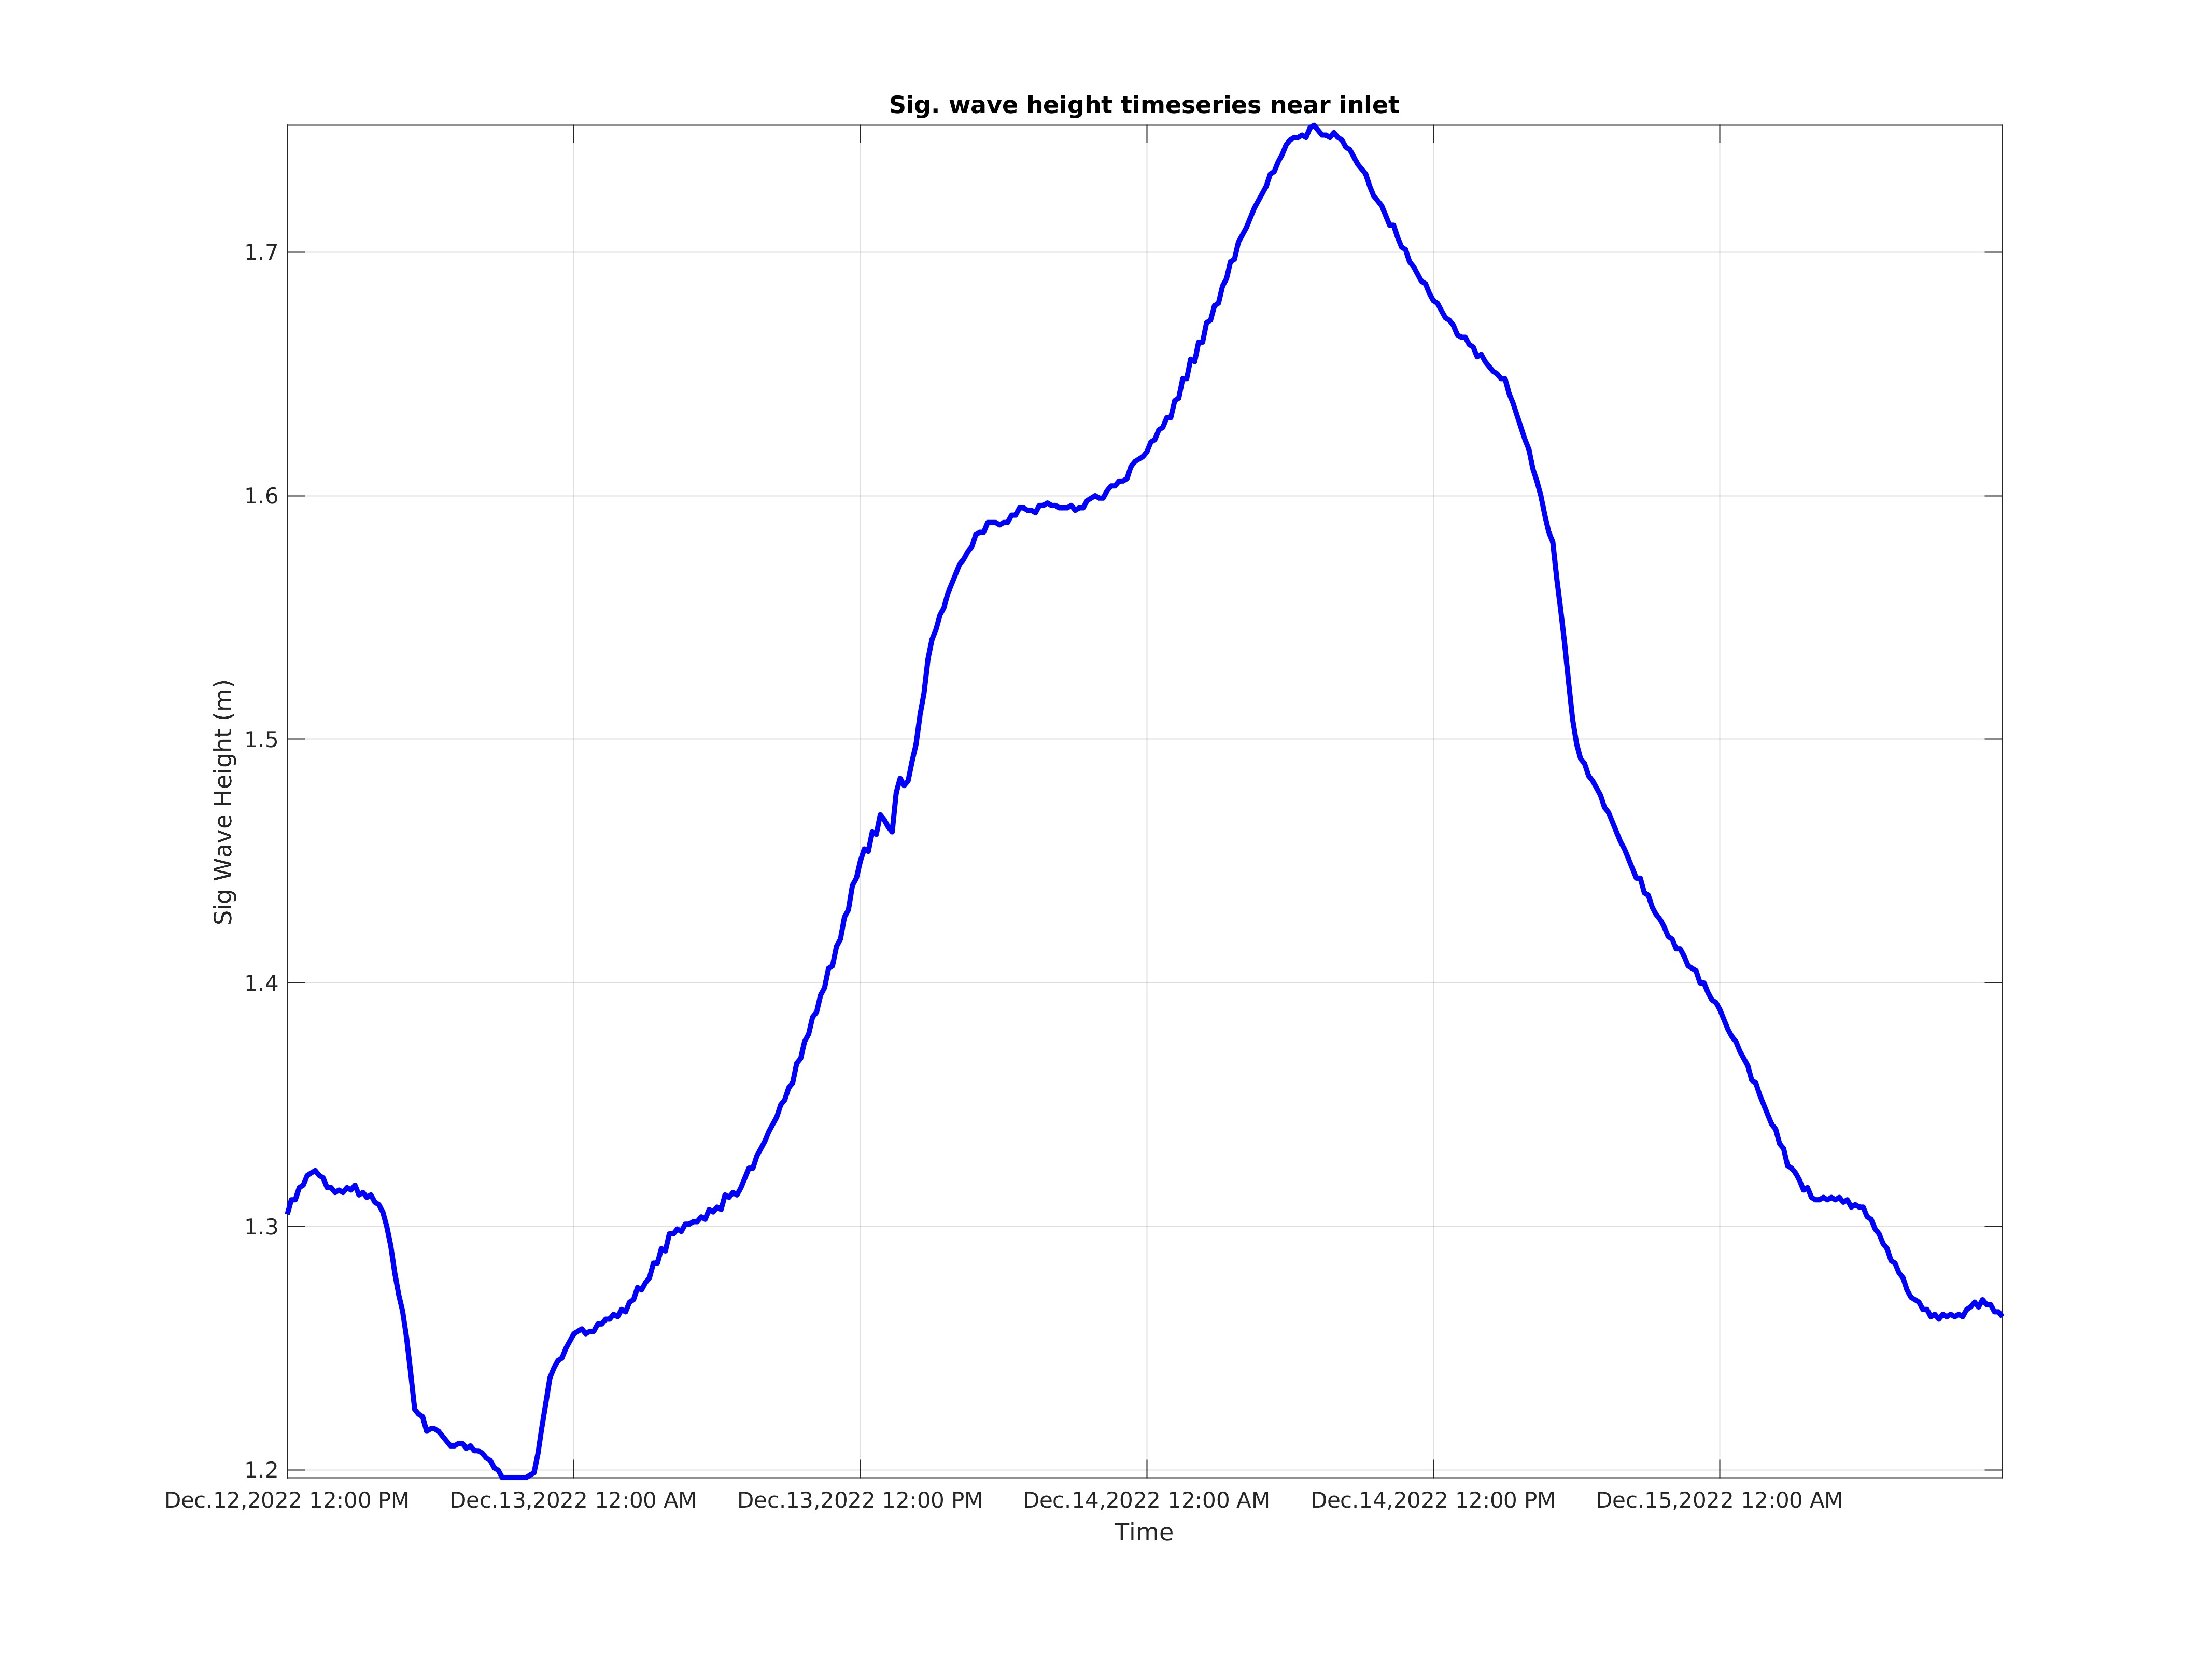 Sig. wave height timeseries near inlet
1.7
1.6
1.5
1.4
1.3
1.2
Sig Wave Height (m)
Dec.12,2022 12:00 PM Dec.13,2022 12:00 AM Dec.13,2022 12:00 PM Dec.14,2022 12:00 AM Dec.14,2022 12:00 PM Dec.15,2022 12:00 AM
Time